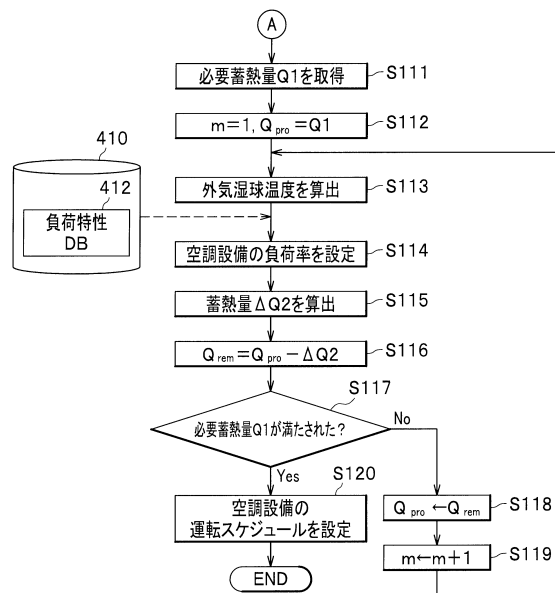 A
必要蓄熱量Q1を取得
S111
m=1, Qpro=Q1
S112
410
412
負荷特性
DB
外気湿球温度を算出
S113
空調設備の負荷率を設定
S114
蓄熱量ΔQ2を算出
S115
Qrem=Qpro−ΔQ2
S116
S117
必要蓄熱量Q1が満たされた?
No
Yes
S120
空調設備の
運転スケジュールを設定
Qpro←Qrem
S118
m←m+1
S119
END